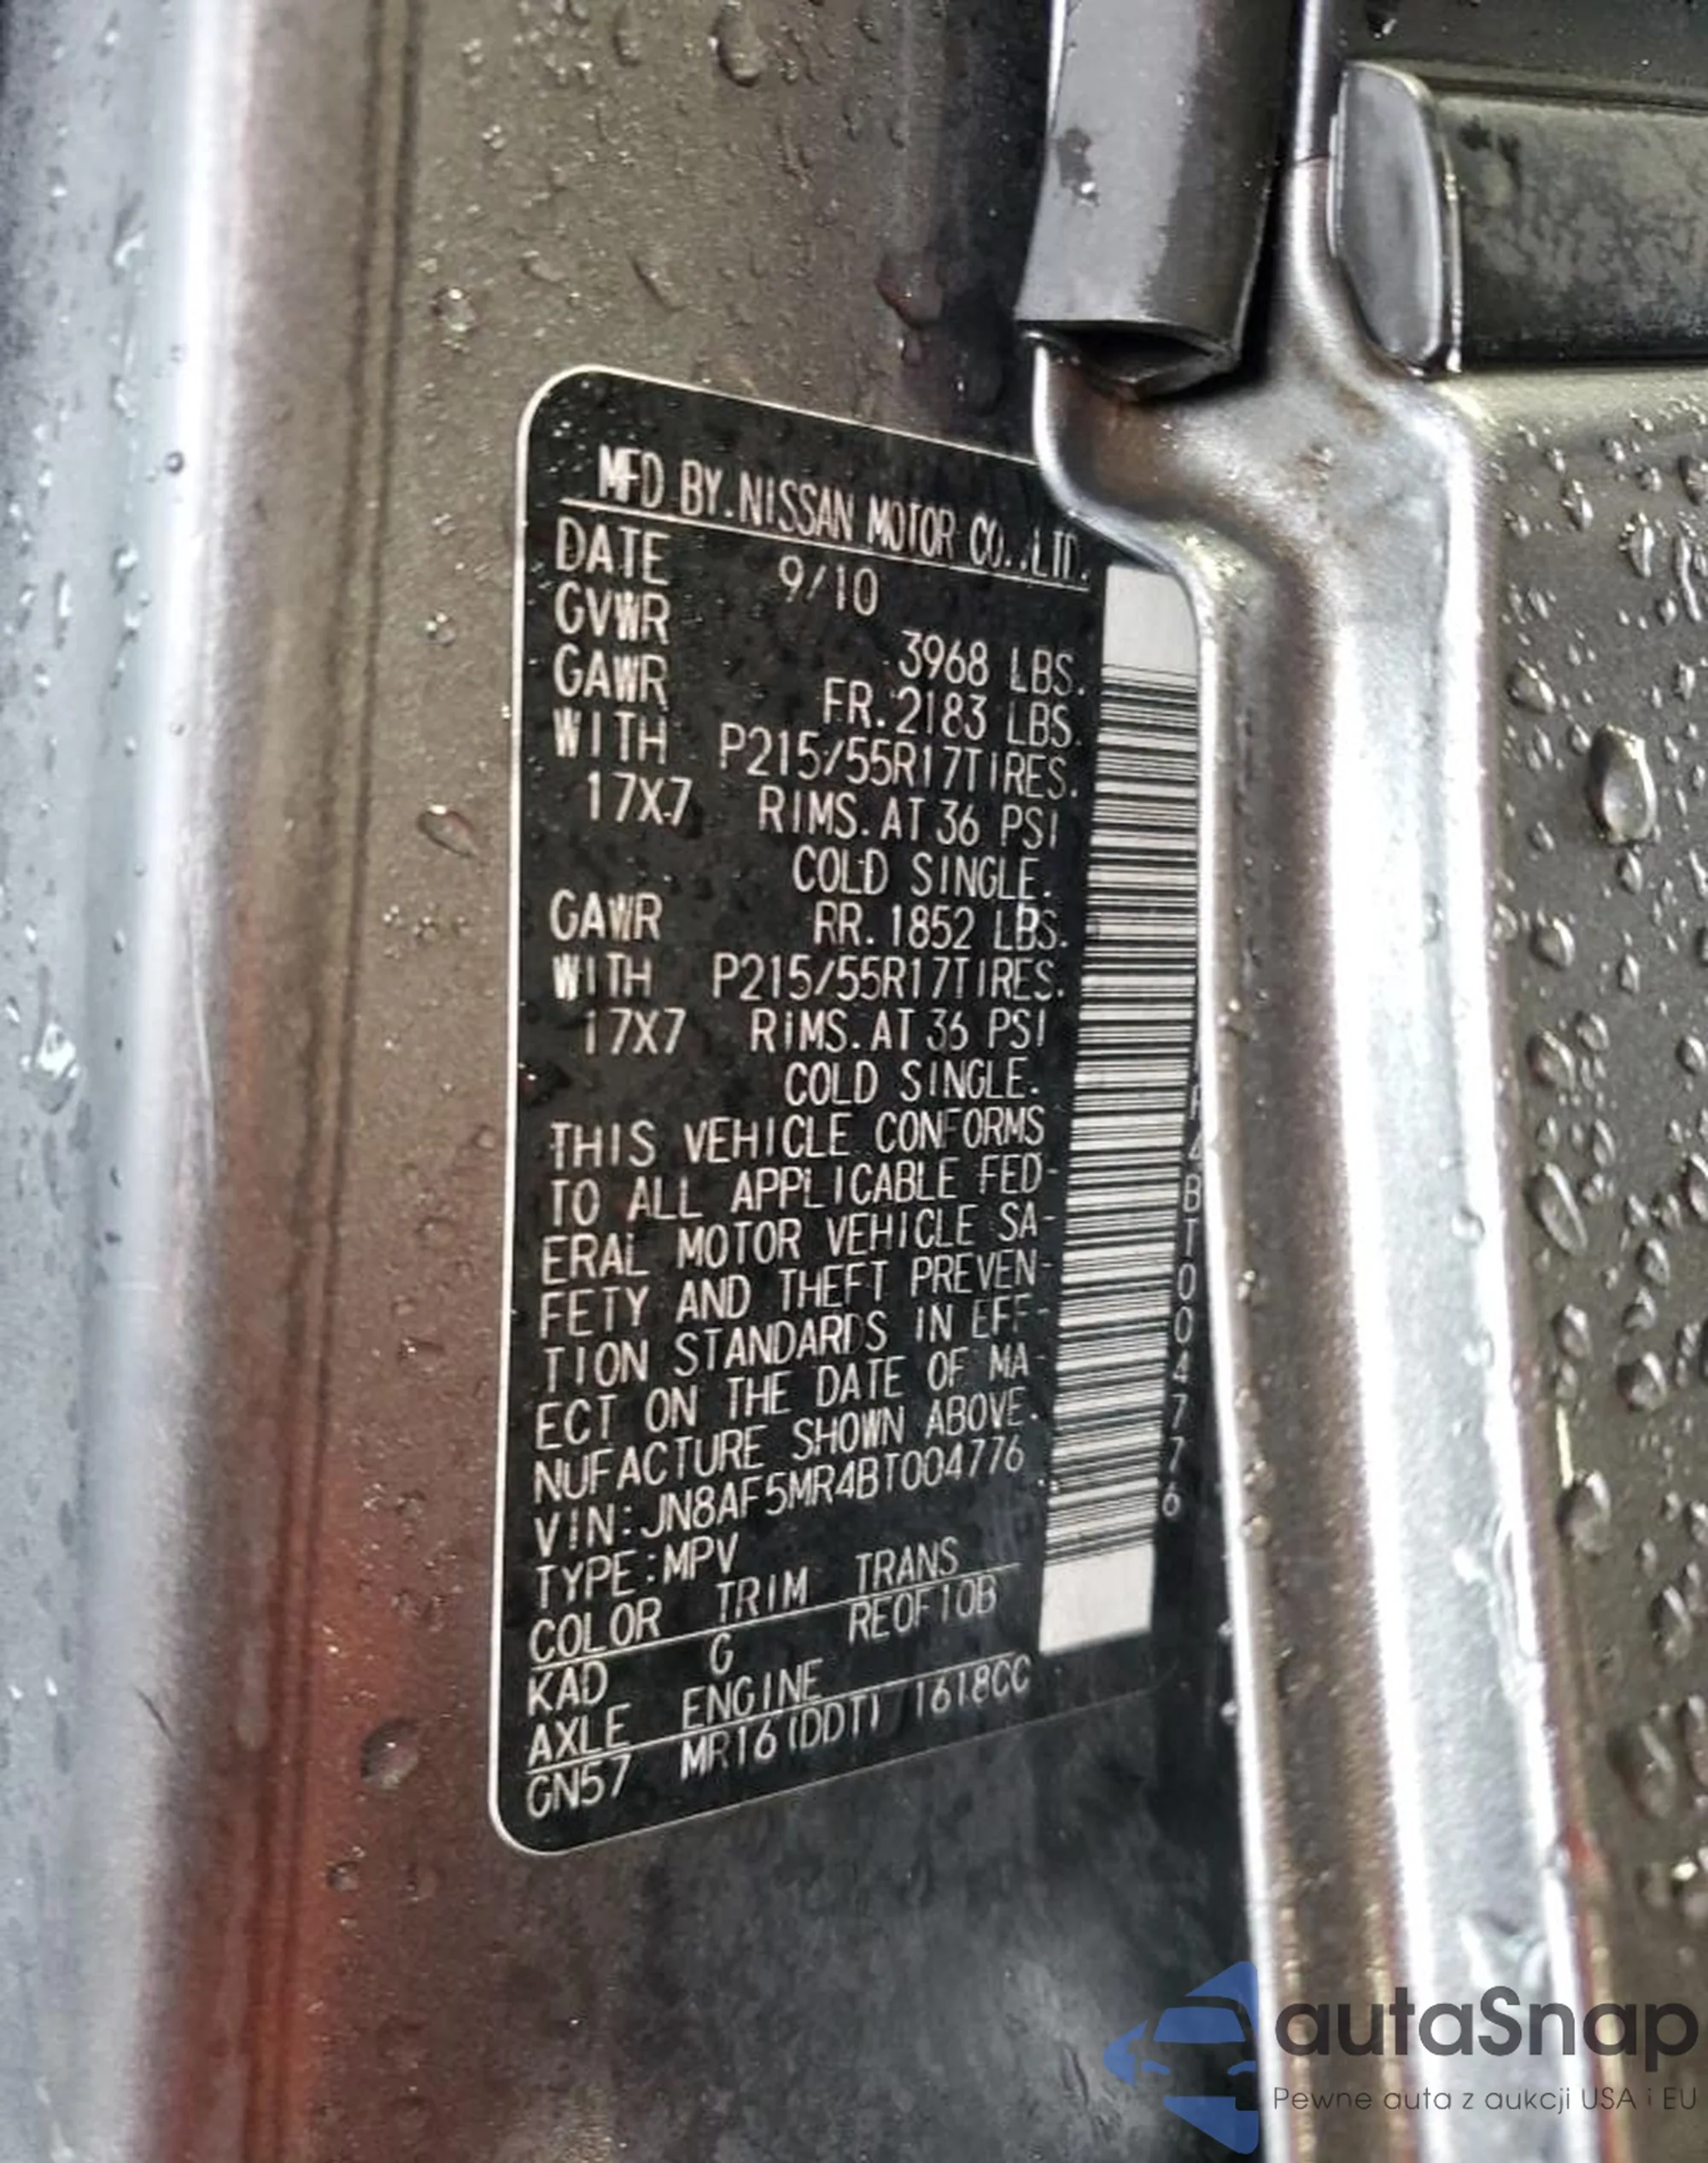 MFD BY.NISSAN MOTOR CO.,LTD.
DATE 9/10
GVWR 3968 LBS.
GAWR FR.2183 LBS.
WITH P215/55R17TIRES.
17X7 RIMS.AT 36 PSI
COLD SINGLE.
GAWR RR.1852 LBS.
WITH P215/55R17TIRES.
17X7 RIMS.AT 36 PSI
COLD SINGLE.
THIS VEHICLE CONFORMS
TO ALL APPLICABLE FED-
ERAL MOTOR VEHICLE SA-
FETY AND THEFT PREVEN-
TION STANDARDS IN EFF-
ECT ON THE DATE OF MA-
NUFACTURE SHOWN ABOVE.
VIN:JN8AF5MR4BT004776
TYPE:MPV
COLOR TRIM TRANS
KAD G RE0F10B
AXLE ENGINE
GN57 MR16(DDT) 1618CC
R4BT004776
autaSnap
Pewne auta z aukcji USA i EU